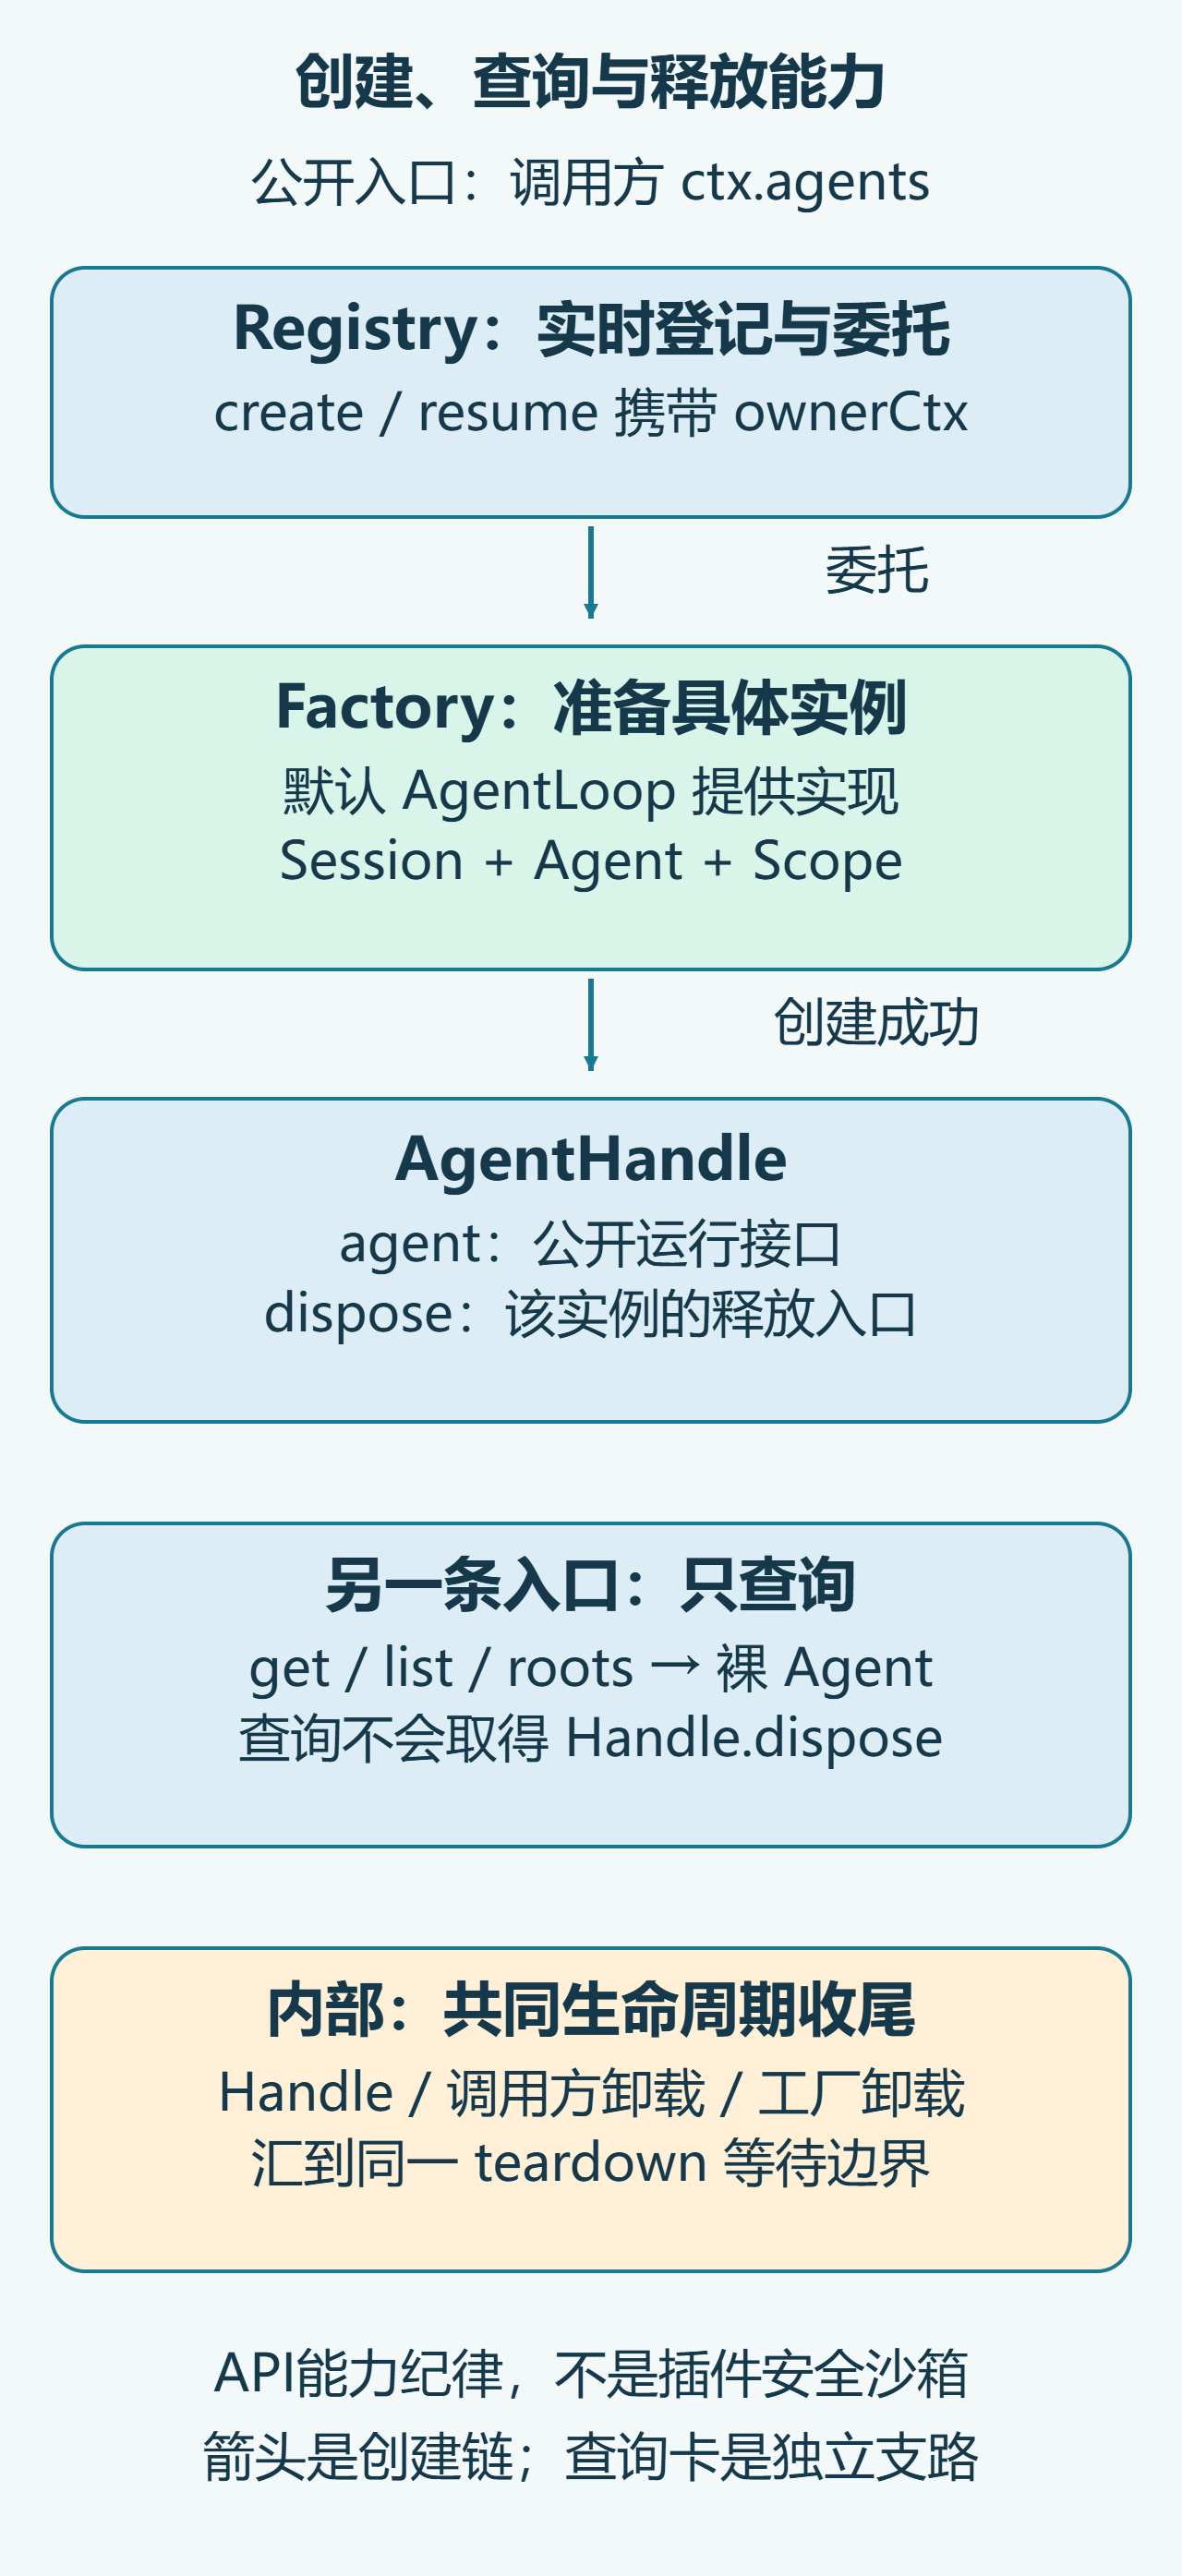 创建、查询与释放能力
公开入口：调用方 ctx.agents
Registry：实时登记与委托
create / resume 携带 ownerCtx
委托
Factory：准备具体实例
默认 AgentLoop 提供实现
Session + Agent + Scope
创建成功
AgentHandle
agent：公开运行接口
dispose：该实例的释放入口
另一条入口：只查询
get / list / roots → 裸 Agent
查询不会取得 Handle.dispose
内部：共同生命周期收尾
Handle / 调用方卸载 / 工厂卸载
汇到同一 teardown 等待边界
API能力纪律，不是插件安全沙箱
箭头是创建链；查询卡是独立支路